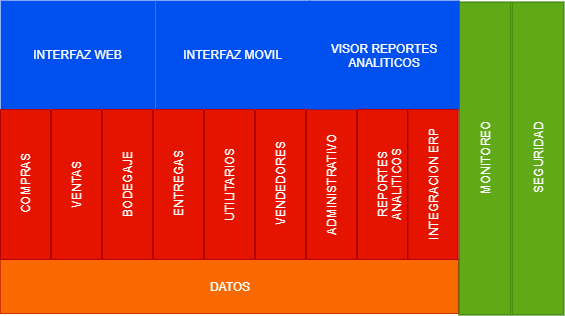 INTERFAZ WEB
INTERFAZ MOVIL
VISOR REPORTES
ANALITICOS
COMPRAS
VENTAS
BODEGAJE
ENTREGAS
UTILITARIOS
VENDEDORES
ADMINISTRATIVO
REPORTES
ANALITICOS
INTEGRACION ERP
MONITOREO
SEGURIDAD
DATOS